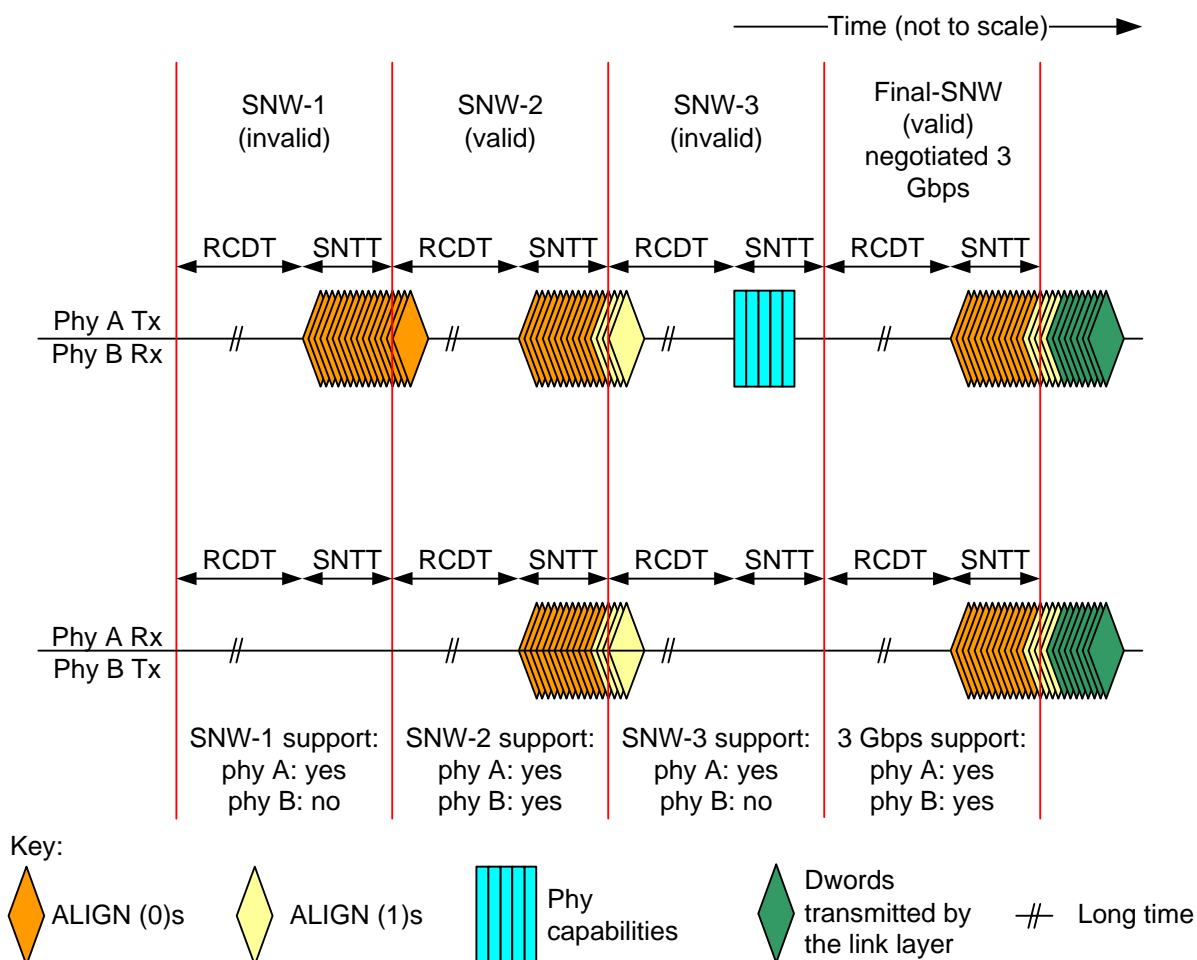 Time (not to scale)
SNW-1
(invalid)
SNW-2
(valid)
SNW-3
(invalid)
Final-SNW
(valid)
negotiated 3
Gbps
RCDT SNTT RCDT SNTT RCDT SNTT RCDT SNTT
Phy A Tx
Phy B Rx
RCDT SNTT RCDT SNTT RCDT SNTT RCDT SNTT
Phy A Rx
Phy B Tx
SNW-1 support:
phy A: yes
phy B: no
SNW-2 support:
phy A: yes
phy B: yes
SNW-3 support:
phy A: yes
phy B: no
3 Gbps support:
phy A: yes
phy B: yes
Key:
ALIGN (0)s
ALIGN (1)s
Phy
capabilities
Dwords
transmitted by
the link layer
Long time